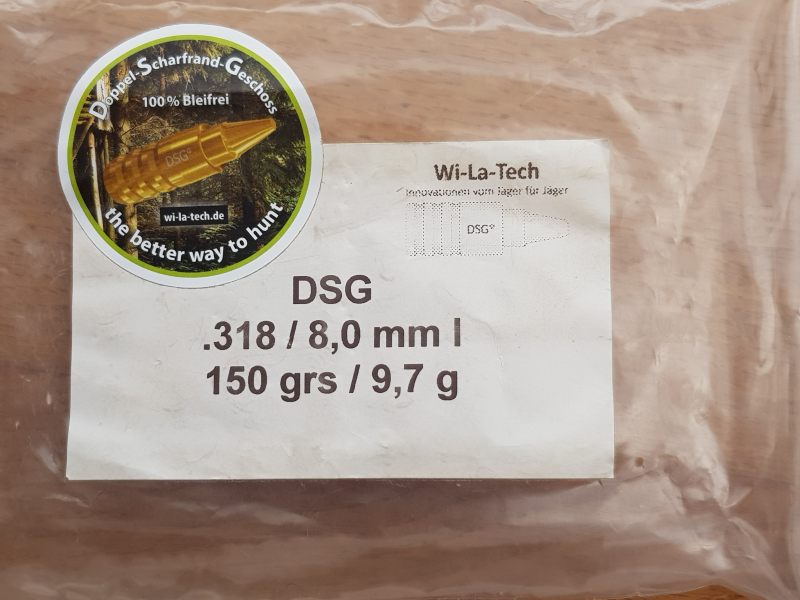 Doppel-Scharfrand-Geschoss
100% Bleifrei
DSG®
wi-la-tech.de
the better way to hunt
Wi-La-Tech
Innovationen vom Jäger für Jäger
DSG®
DSG
.318 / 8,0 mm I
150 grs / 9,7 g